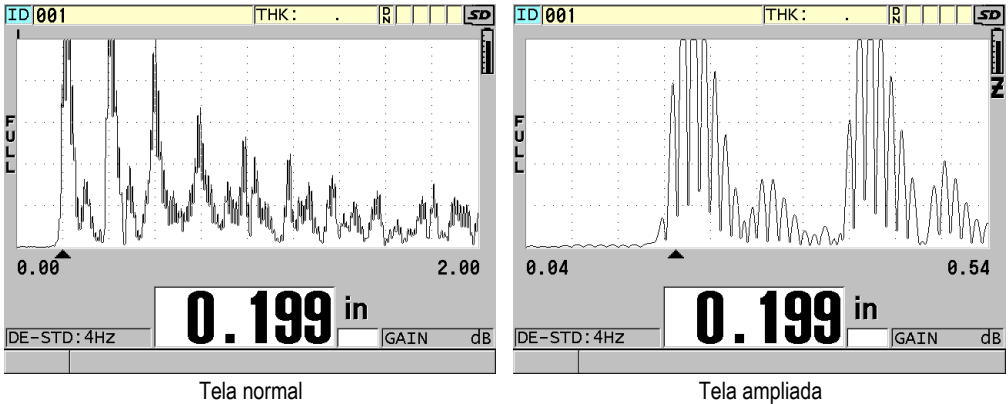 ID 001 THK: . DN SD
FULL
0.00 2.00
0.199 in
DE-STD:4Hz GAIN dB
Tela normal
ID 001 THK: . DN SD
Z
FULL
0.04 0.54
0.199 in
DE-STD:4Hz GAIN dB
Tela ampliada